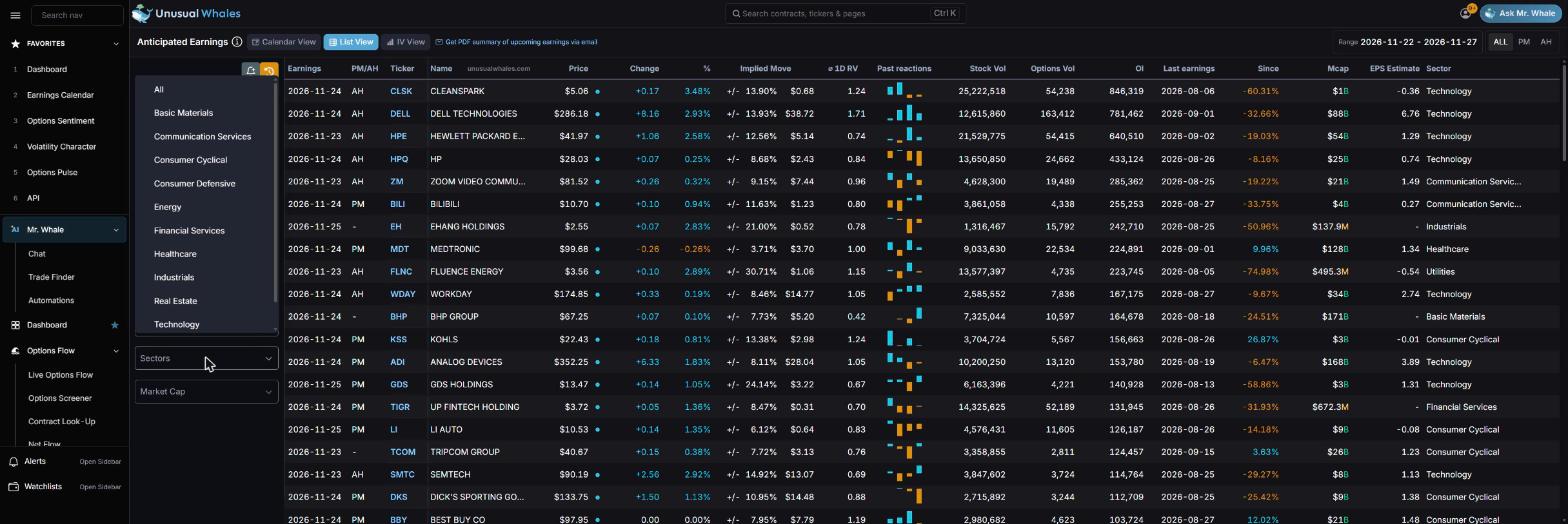 Search nav
Unusual Whales
Search contracts, tickers & pages
Ctrl K
9+
Ask Mr. Whale
FAVORITES
1 Dashboard
2 Earnings Calendar
3 Options Sentiment
4 Volatility Character
5 Options Pulse
6 API
AI Mr. Whale
Chat
Trade Finder
Automations
Dashboard
Options Flow
Live Options Flow
Options Screener
Contract Look-Up
Net Flow
Alerts Open Sidebar
Watchlists Open Sidebar
Anticipated Earnings
Calendar View
List View
IV View
Get PDF summary of upcoming earnings via email
Range 2026-11-22 - 2026-11-27
ALL PM AH
All
Basic Materials
Communication Services
Consumer Cyclical
Consumer Defensive
Energy
Financial Services
Healthcare
Industrials
Real Estate
Technology
Sectors
Market Cap
Earnings PM/AH Ticker Name unusualwhales.com Price Change % Implied Move ø 1D RV Past reactions Stock Vol Options Vol OI Last earnings Since Mcap EPS Estimate Sector
2026-11-24 AH CLSK CLEANSPARK $5.06 +0.17 3.48% +/- 13.90% $0.68 1.24 25,222,518 54,238 846,319 2026-08-06 -60.31% $1B -0.36 Technology
2026-11-24 AH DELL DELL TECHNOLOGIES $286.18 +8.16 2.93% +/- 13.93% $38.72 1.71 12,615,860 163,412 781,462 2026-09-01 -32.66% $88B 6.76 Technology
2026-11-23 AH HPE HEWLETT PACKARD E... $41.97 +1.06 2.58% +/- 12.56% $5.14 0.74 21,529,775 54,415 640,510 2026-09-02 -19.03% $54B 1.29 Technology
2026-11-24 AH HPQ HP $28.03 +0.07 0.25% +/- 8.68% $2.43 0.84 13,650,850 24,662 433,124 2026-08-26 -8.16% $25B 0.74 Technology
2026-11-23 AH ZM ZOOM VIDEO COMMU... $81.52 +0.26 0.32% +/- 9.15% $7.44 0.96 4,628,300 19,489 285,362 2026-08-25 -19.22% $21B 1.49 Communication Servic...
2026-11-24 PM BILI BILIBILI $10.70 +0.10 0.94% +/- 11.63% $1.23 0.80 3,861,058 4,338 255,253 2026-08-26 -33.75% $4B 0.27 Communication Servic...
2026-11-25 - EH EHANG HOLDINGS $2.55 +0.07 2.83% +/- 21.00% $0.52 0.78 1,316,467 15,792 242,710 2026-08-26 -50.96% $137.9M - Industrials
2026-11-24 PM MDT MEDTRONIC $99.68 -0.26 -0.26% +/- 3.71% $3.70 1.00 9,033,630 22,534 224,891 2026-09-01 9.96% $128B 1.34 Healthcare
2026-11-23 AH FLNC FLUENCE ENERGY $3.56 +0.10 2.89% +/- 30.71% $1.06 1.15 13,577,397 4,735 223,745 2026-08-05 -74.98% $495.3M -0.54 Utilities
2026-11-24 AH WDAY WORKDAY $174.85 +0.33 0.19% +/- 8.46% $14.77 1.05 2,585,552 7,836 167,175 2026-08-27 -9.67% $34B 2.74 Technology
2026-11-24 - BHP BHP GROUP $67.25 +0.07 0.10% +/- 7.73% $5.20 0.42 7,325,044 10,597 164,678 2026-08-18 -24.51% $171B - Basic Materials
2026-11-24 PM KSS KOHLS $22.43 +0.18 0.81% +/- 13.38% $2.98 1.24 3,704,724 5,567 156,663 2026-08-26 26.87% $3B -0.01 Consumer Cyclical
2026-11-24 PM ADI ANALOG DEVICES $352.25 +6.33 1.83% +/- 8.11% $28.04 1.05 10,200,250 13,120 153,780 2026-08-19 -6.47% $168B 3.89 Technology
2026-11-25 PM GDS GDS HOLDINGS $13.47 +0.14 1.05% +/- 24.14% $3.22 0.67 6,163,396 4,221 140,928 2026-08-13 -58.86% $3B 1.31 Technology
2026-11-24 PM TIGR UP FINTECH HOLDING $3.72 +0.05 1.36% +/- 8.47% $0.31 0.70 14,325,625 52,189 131,945 2026-08-26 -31.93% $672.3M - Financial Services
2026-11-25 PM LI LI AUTO $10.53 +0.14 1.35% +/- 6.12% $0.64 0.83 4,576,431 11,605 126,187 2026-08-26 -14.18% $9B -0.08 Consumer Cyclical
2026-11-23 - TCOM TRIPCOM GROUP $40.67 +0.15 0.38% +/- 7.72% $3.13 0.76 3,358,855 2,811 124,457 2026-09-15 3.63% $26B 1.23 Consumer Cyclical
2026-11-23 AH SMTC SEMTECH $90.19 +2.56 2.92% +/- 14.92% $13.07 0.69 3,847,602 3,724 114,764 2026-08-24 -29.27% $8B 1.13 Technology
2026-11-24 PM DKS DICK'S SPORTING GO... $133.75 +1.50 1.13% +/- 10.95% $14.48 0.88 2,715,892 3,244 112,709 2026-08-25 -25.42% $9B 1.38 Consumer Cyclical
2026-11-24 PM BBY BEST BUY CO $97.95 0.00 0.00% +/- 7.95% $7.79 1.19 2,980,682 4,623 103,724 2026-08-27 12.02% $21B 1.48 Consumer Cyclical